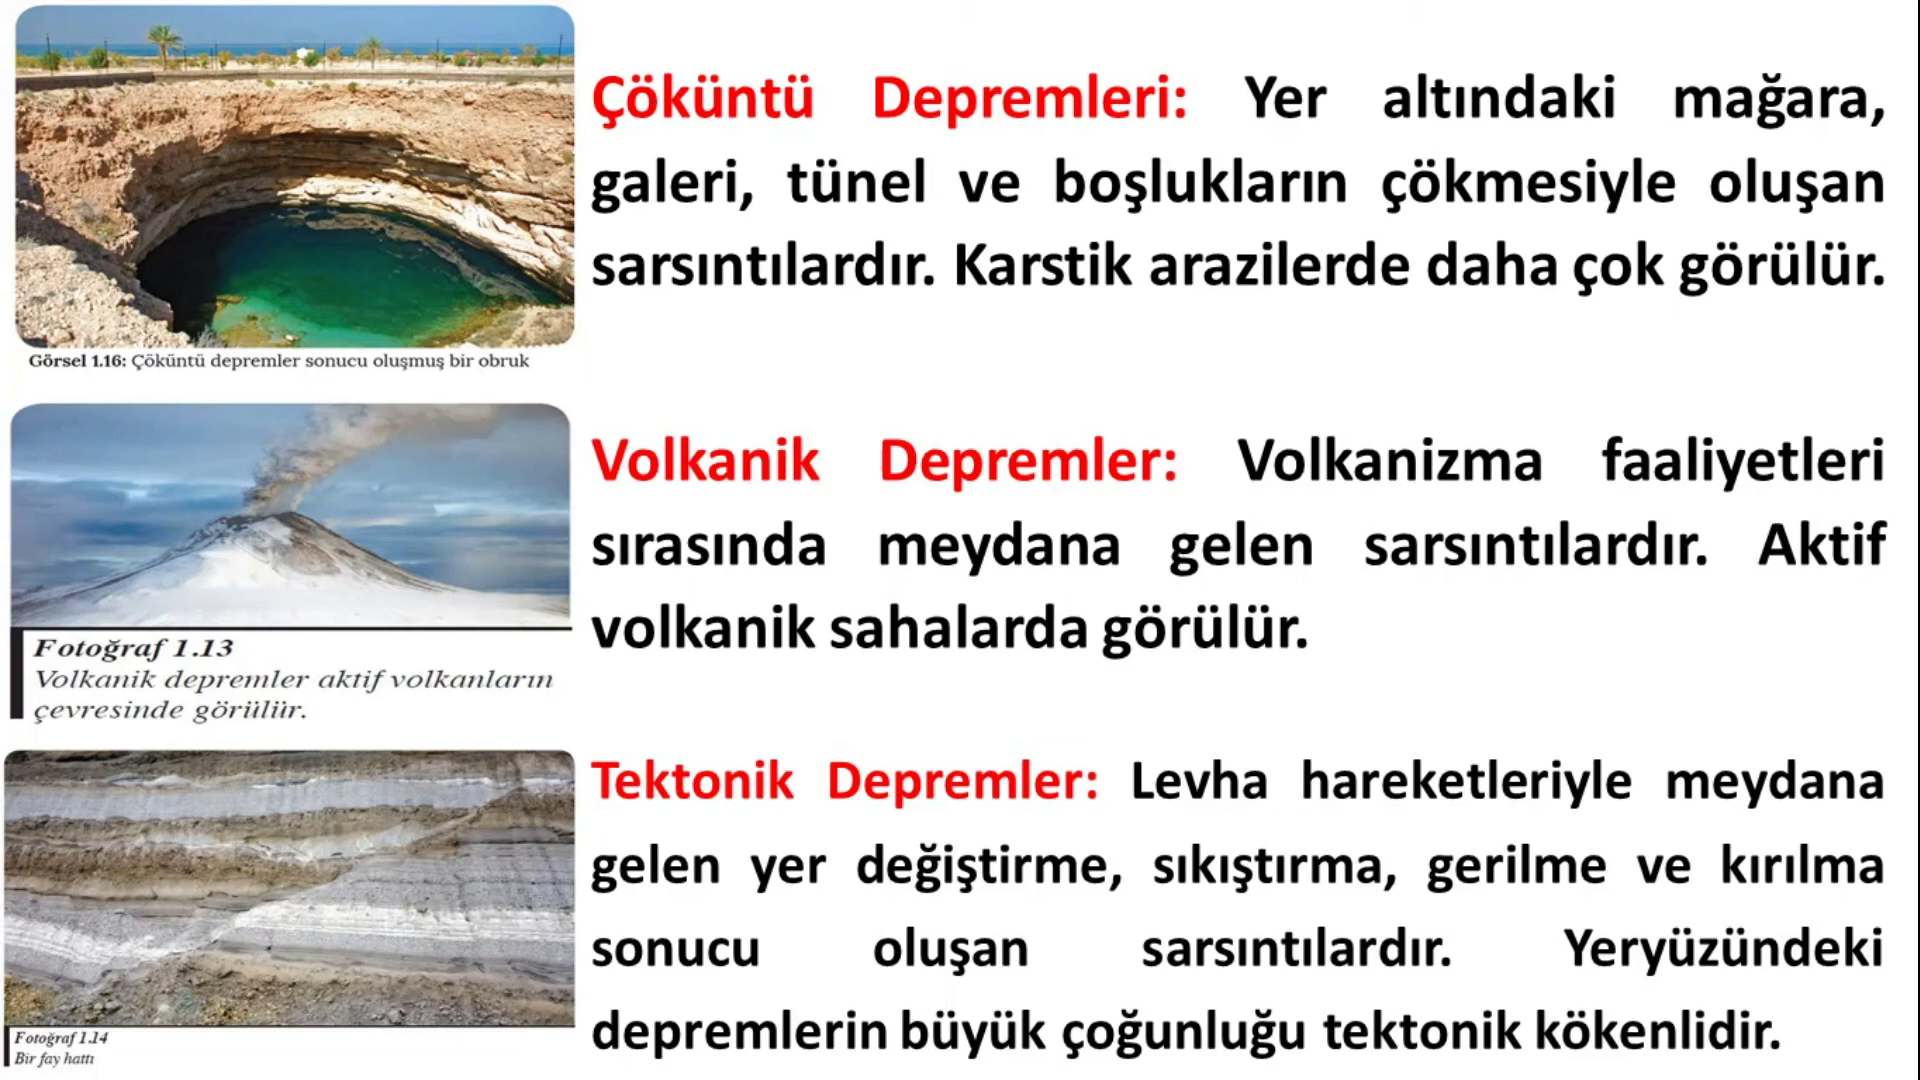 Çöküntü Depremleri: Yer altındaki mağara,
galeri, tünel ve boşlukların çökmesiyle oluşan
sarsıntılardır. Karstik arazilerde daha çok görülür.
Görsel 1.16: Çöküntü depremler sonucu oluşmuş bir obruk
Volkanik Depremler: Volkanizma faaliyetleri
sırasında meydana gelen sarsıntılardır. Aktif
volkanik sahalarda görülür.
Fotoğraf 1.13
Volkanik depremler aktif volkanların
çevresinde görülür.
Tektonik Depremler: Levha hareketleriyle meydana
gelen yer değiştirme, sıkıştırma, gerilme ve kırılma
sonucu oluşan sarsıntılardır. Yeryüzündeki
depremlerin büyük çoğunluğu tektonik kökenlidir.
Fotoğraf 1.14
Bir fay hattı